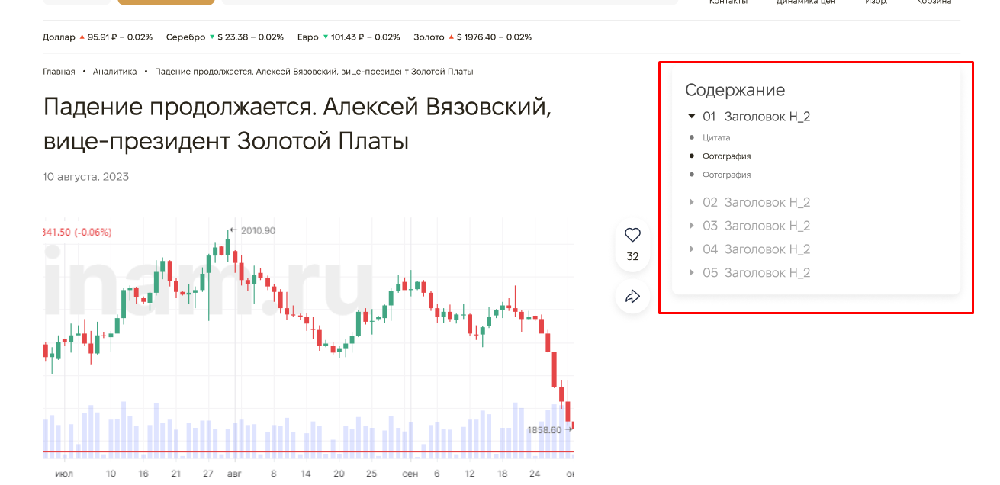 Контакты Динамика цен Избр. Корзина
Доллар 95.91 ₽ – 0.02% Серебро $ 23.38 – 0.02% Евро 101.43 ₽ – 0.02% Золото $ 1976.40 – 0.02%
Главная • Аналитика • Падение продолжается. Алексей Вязовский, вице-президент Золотой Платы
Падение продолжается. Алексей Вязовский,
вице-президент Золотой Платы
10 августа, 2023
841.50 (-0.06%)
← 2010.90
inam.ru
1858.60 →
июл 10 16 21 27 авг 8 14 20 25 сен 6 12 18 24 ок
32
Содержание
01 Заголовок H_2
• Цитата
• Фотография
• Фотография
02 Заголовок H_2
03 Заголовок H_2
04 Заголовок H_2
05 Заголовок H_2